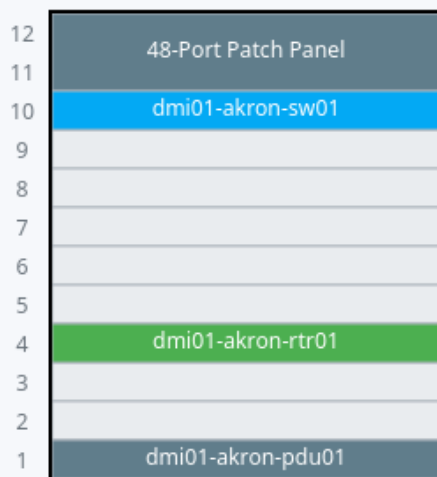 12
48-Port Patch Panel
11
10 dmi01-akron-sw01
9
8
7
6
5
4 dmi01-akron-rtr01
3
2
1 dmi01-akron-pdu01